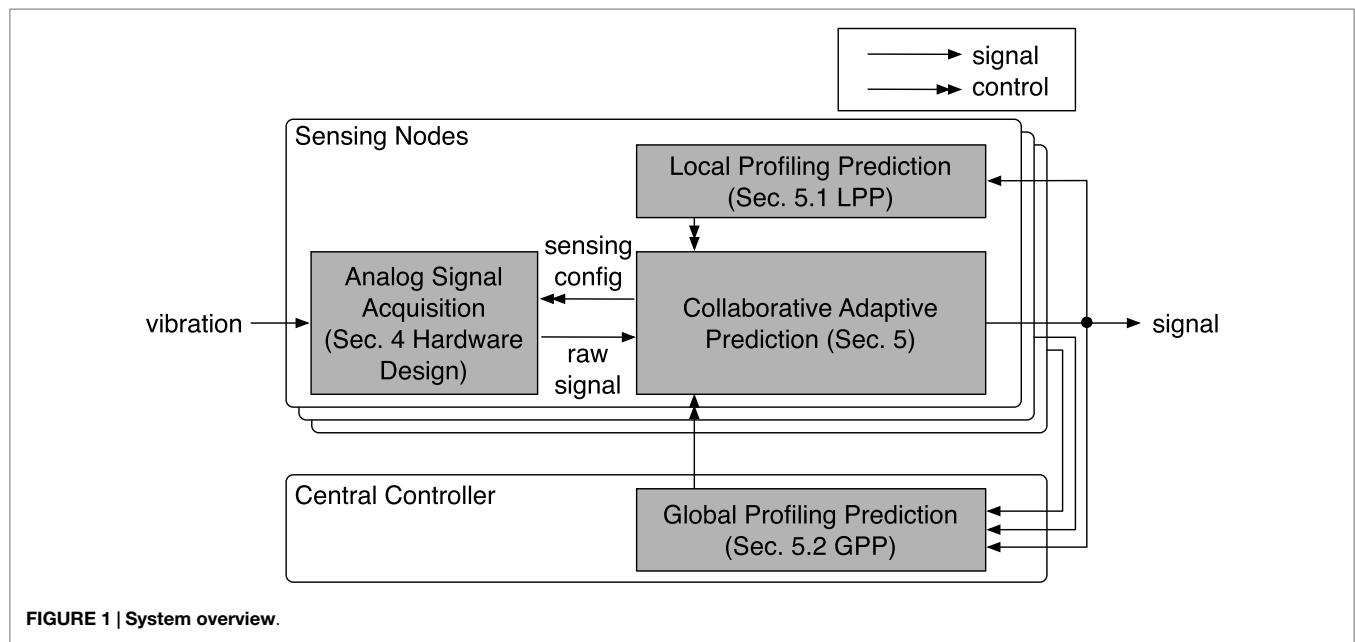 signal
control
Sensing Nodes
Local Profiling Prediction
(Sec. 5.1 LPP)
sensing
config
Analog Signal
Acquisition
(Sec. 4 Hardware
Design)
vibration
raw
signal
Collaborative Adaptive
Prediction (Sec. 5)
signal
Central Controller
Global Profiling Prediction
(Sec. 5.2 GPP)
FIGURE 1 | System overview.